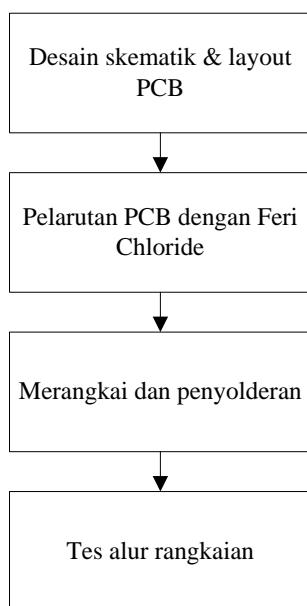 Desain skematik & layout
PCB
Pelarutan PCB dengan Feri
Chloride
Merangkai dan penyolderan
Tes alur rangkaian